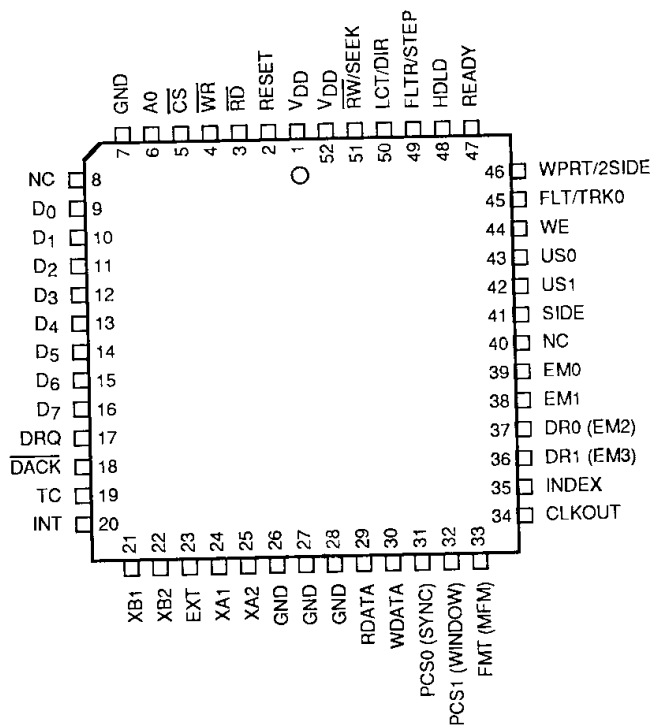 GND
A0
C̅S̅
W̅R̅
R̅D̅
RESET
VDD
VDD
R̅W̅/SEEK
LCT/DIR
FLTR/STEP
HDLD
READY
7 6 5 4 3 2 1 52 51 50 49 48 47
NC 8
D0 9
D1 10
D2 11
D3 12
D4 13
D5 14
D6 15
D7 16
DRQ 17
D̅A̅C̅K̅ 18
TC 19
INT 20
46 WPRT/2SIDE
45 FLT/TRK0
44 WE
43 US0
42 US1
41 SIDE
40 NC
39 EM0
38 EM1
37 DR0 (EM2)
36 DR1 (EM3)
35 INDEX
34 CLKOUT
21 22 23 24 25 26 27 28 29 30 31 32 33
XB1
XB2
EXT
XA1
XA2
GND
GND
GND
RDATA
WDATA
PCS0 (SYNC)
PCS1 (WINDOW)
FMT (MFM)